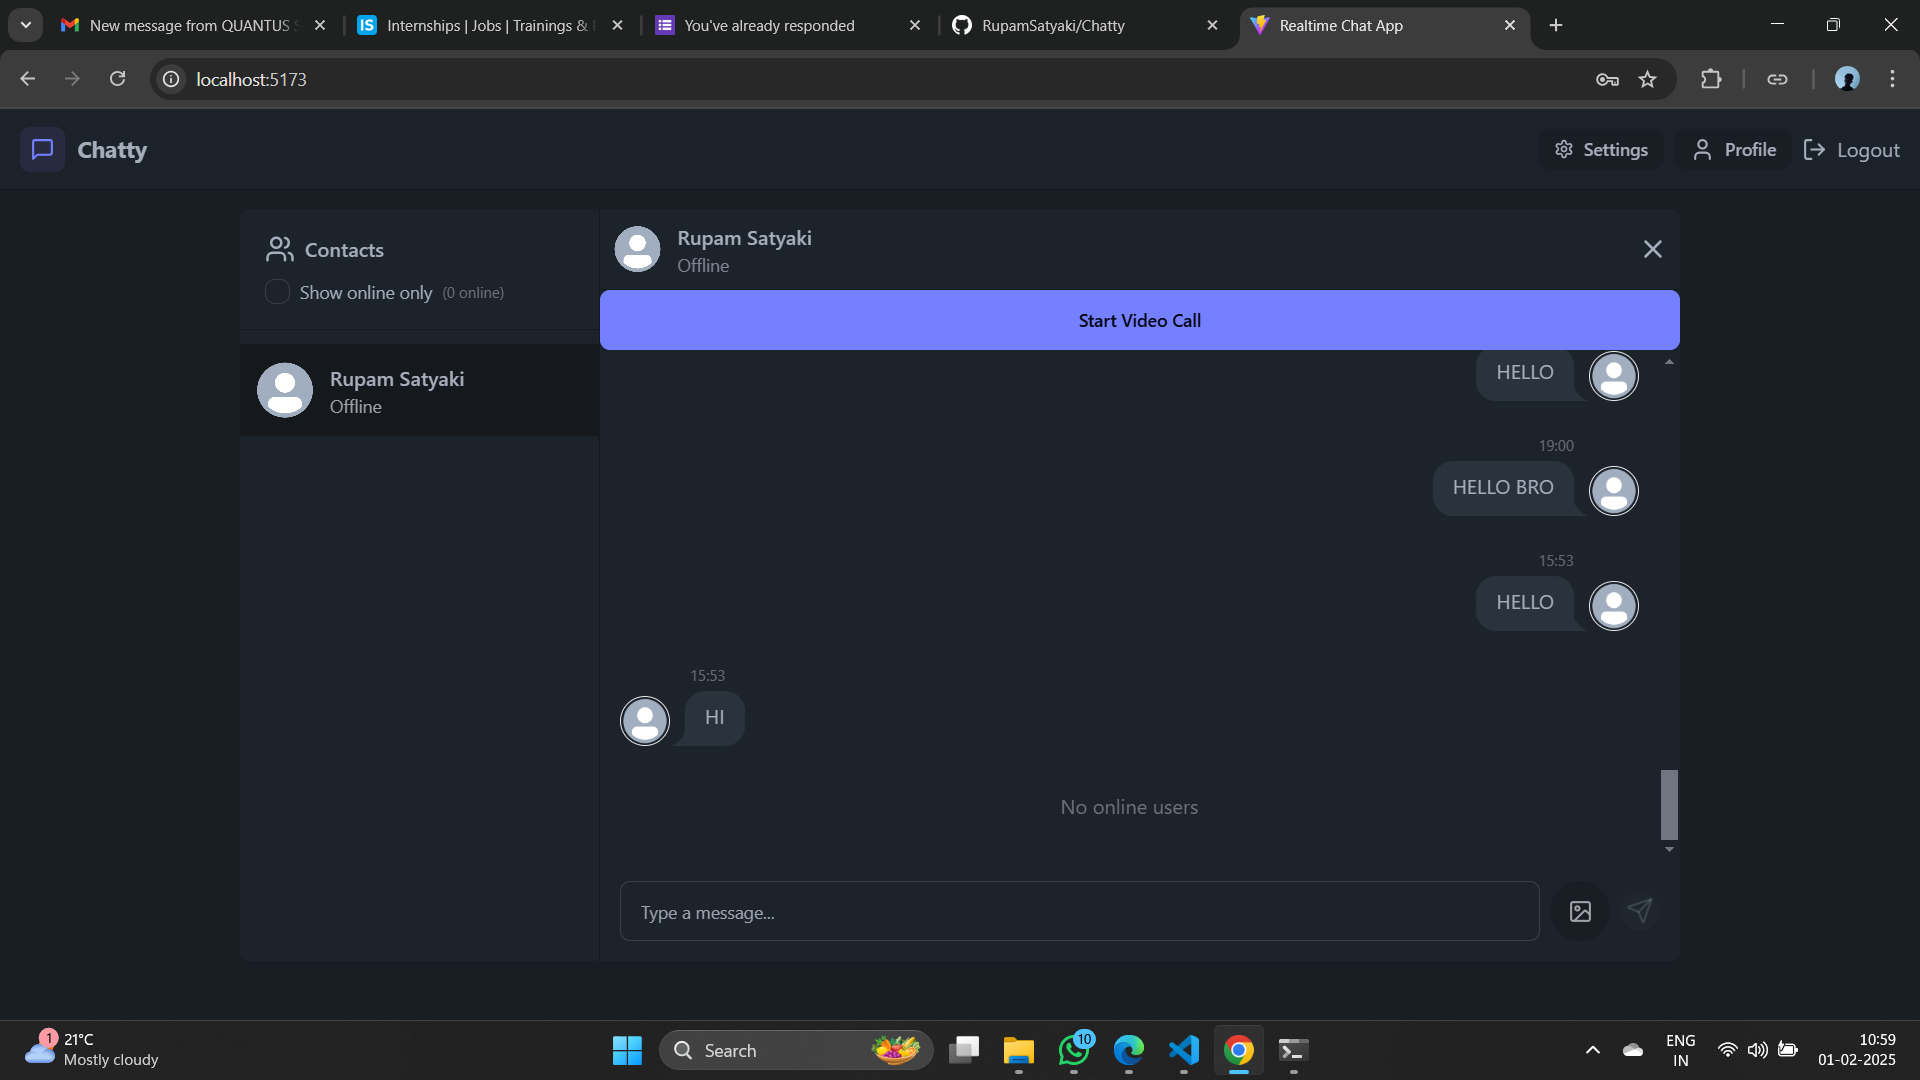 New message from QUANTUS
Internships | Jobs | Trainings &
You've already responded
RupamSatyaki/Chatty
Realtime Chat App
localhost:5173
Chatty
Settings
Profile
Logout
Contacts
Show online only (0 online)
Rupam Satyaki
Offline
Rupam Satyaki
Offline
Start Video Call
HELLO
19:00
HELLO BRO
15:53
HELLO
15:53
HI
No online users
Type a message...
1
21°C
Mostly cloudy
Search
10
ENG
IN
10:59
01-02-2025
IS